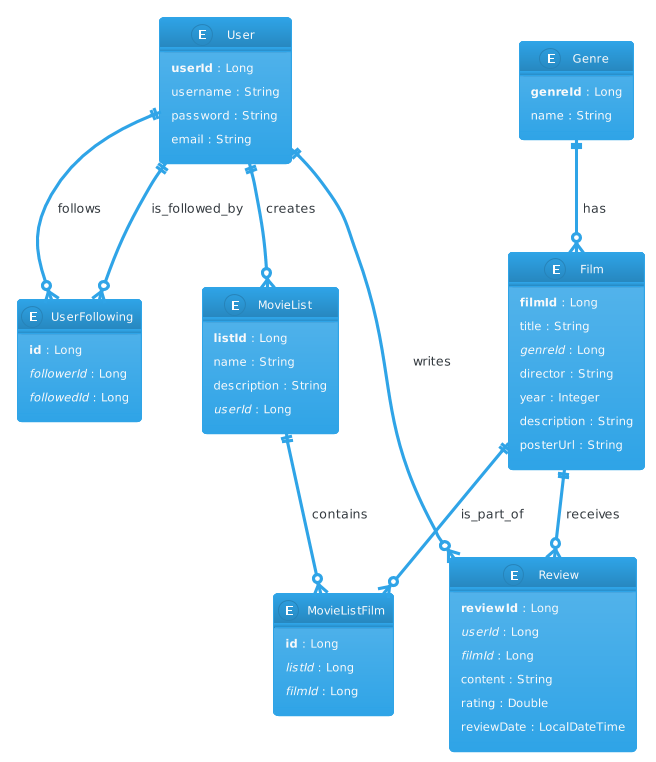 E User
userId : Long
username : String
password : String
email : String
E Genre
genreId : Long
name : String
follows
is_followed_by
creates
has
E UserFollowing
id : Long
followerId : Long
followedId : Long
E MovieList
listId : Long
name : String
description : String
userId : Long
writes
E Film
filmId : Long
title : String
genreId : Long
director : String
year : Integer
description : String
posterUrl : String
contains
is_part_of
receives
E MovieListFilm
id : Long
listId : Long
filmId : Long
E Review
reviewId : Long
userId : Long
filmId : Long
content : String
rating : Double
reviewDate : LocalDateTime